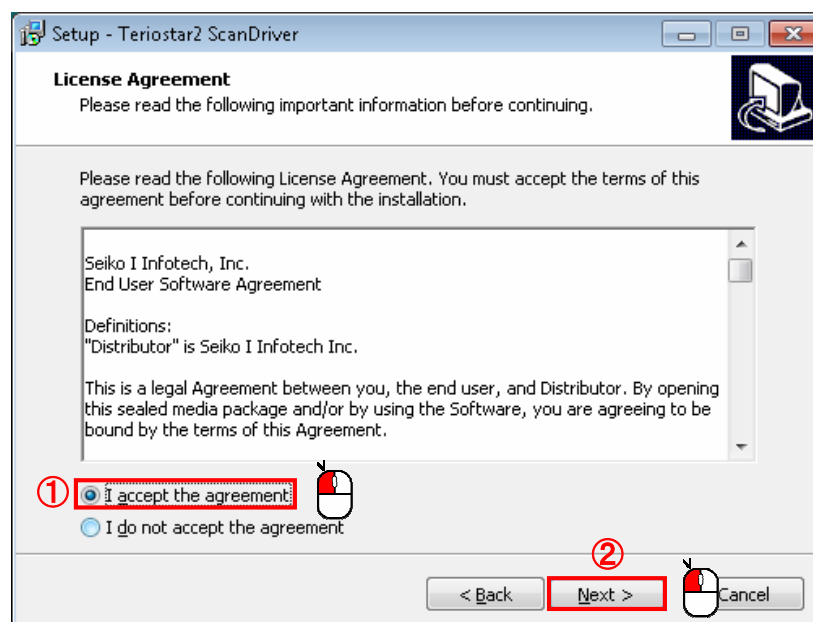 Setup - Teriostar2 ScanDriver
License Agreement
Please read the following important information before continuing.
Please read the following License Agreement. You must accept the terms of this
agreement before continuing with the installation.
Seiko I Infotech, Inc.
End User Software Agreement
Definitions:
"Distributor" is Seiko I Infotech Inc.
This is a legal Agreement between you, the end user, and Distributor. By opening
this sealed media package and/or by using the Software, you are agreeing to be
bound by the terms of this Agreement.
① I accept the agreement
I do not accept the agreement
②
< Back Next > Cancel